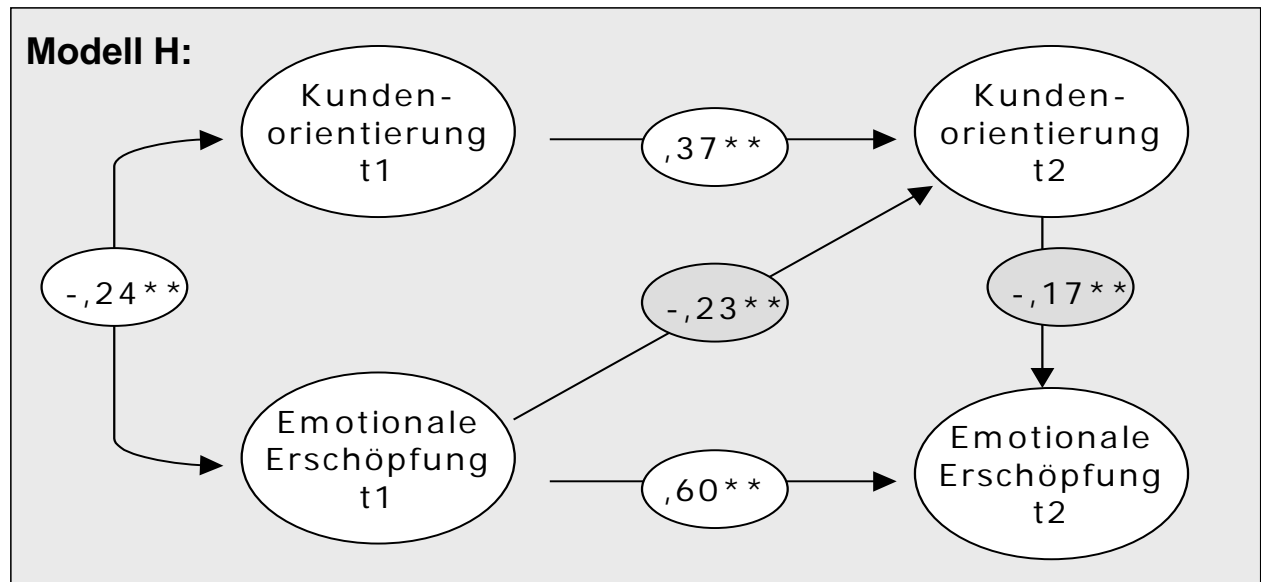 Modell H:
Kunden-
orientierung
t1
,37**
Kunden-
orientierung
t2
-,24**
-,23**
-,17**
Emotionale
Erschöpfung
t1
,60**
Emotionale
Erschöpfung
t2